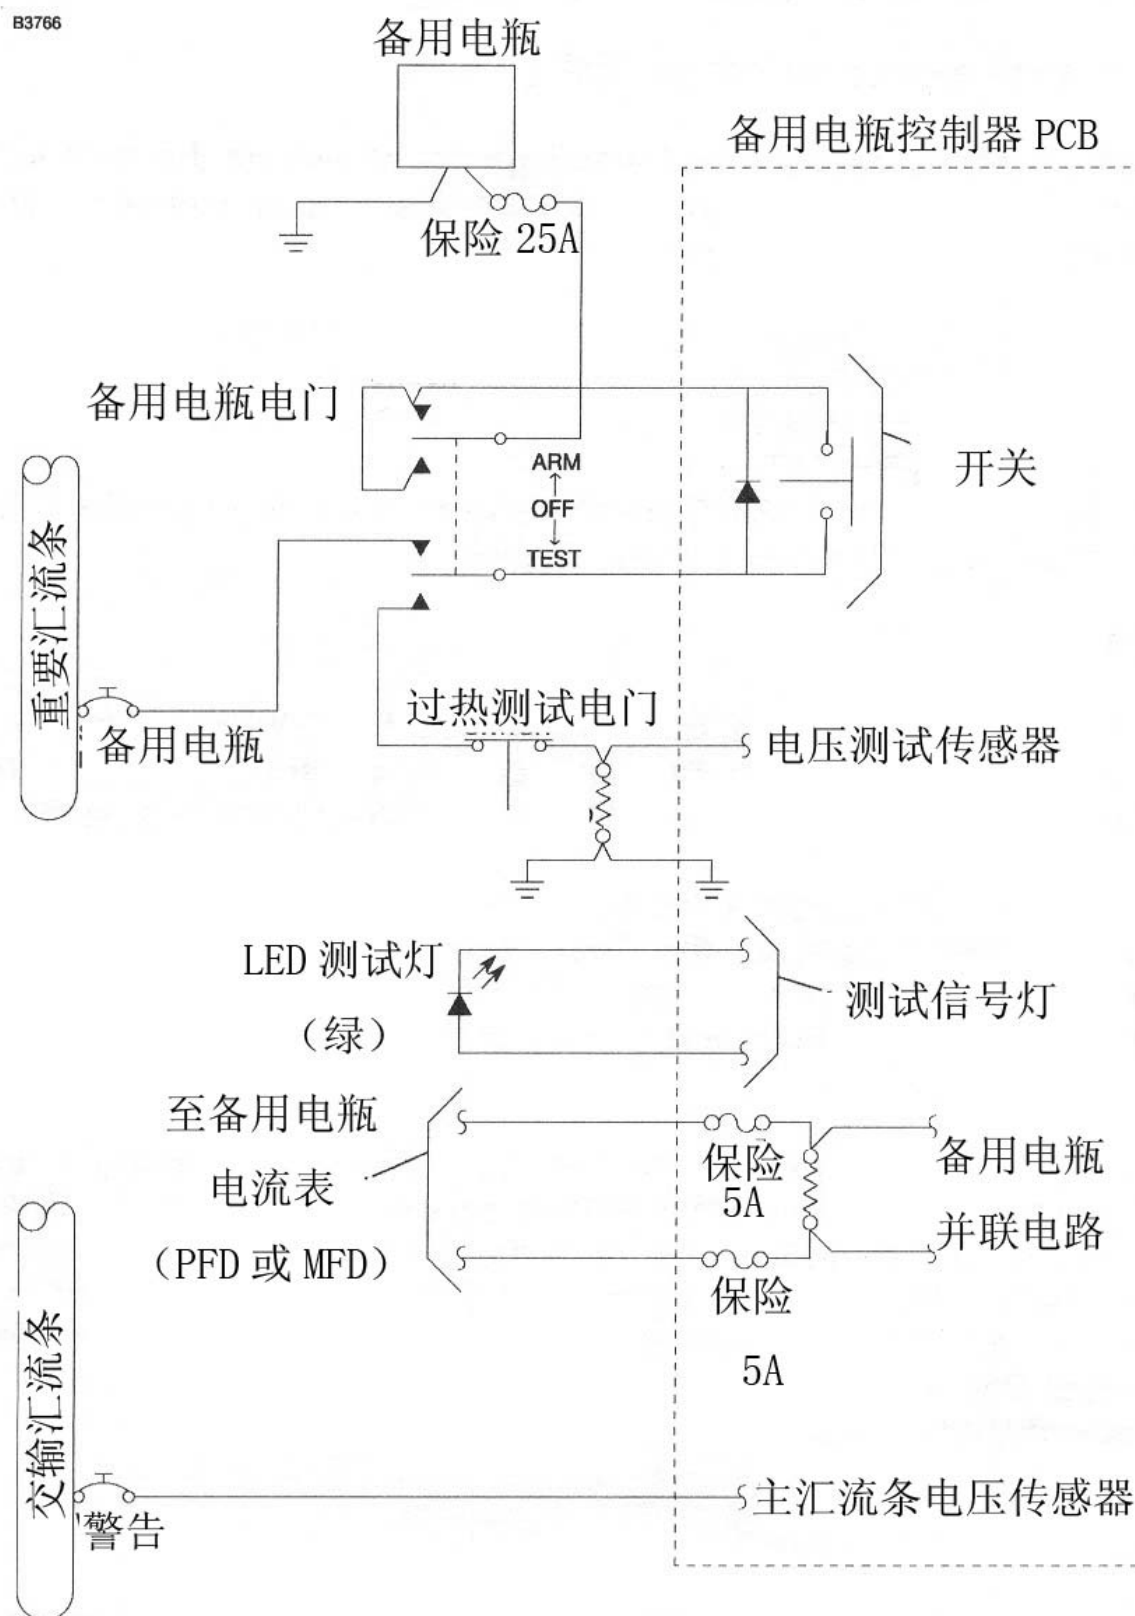 B3766
备用电瓶
备用电瓶控制器 PCB
保险 25A
备用电瓶电门
ARM
OFF
TEST
开关
重要汇流条
备用电瓶
过热测试电门
电压测试传感器
LED 测试灯
（绿）
测试信号灯
至备用电瓶
电流表
（PFD 或 MFD）
保险
5A
备用电瓶
并联电路
保险
5A
交输汇流条
警告
主汇流条电压传感器